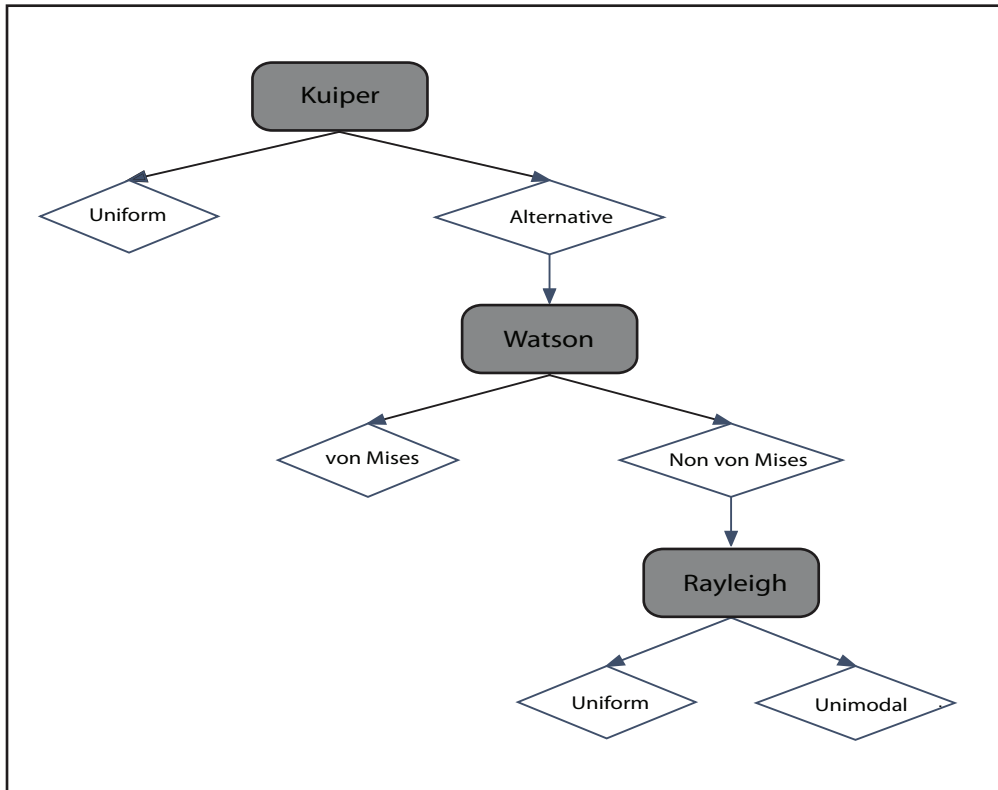 Kuiper
Uniform
Alternative
Watson
von Mises
Non von Mises
Rayleigh
Uniform
Unimodal